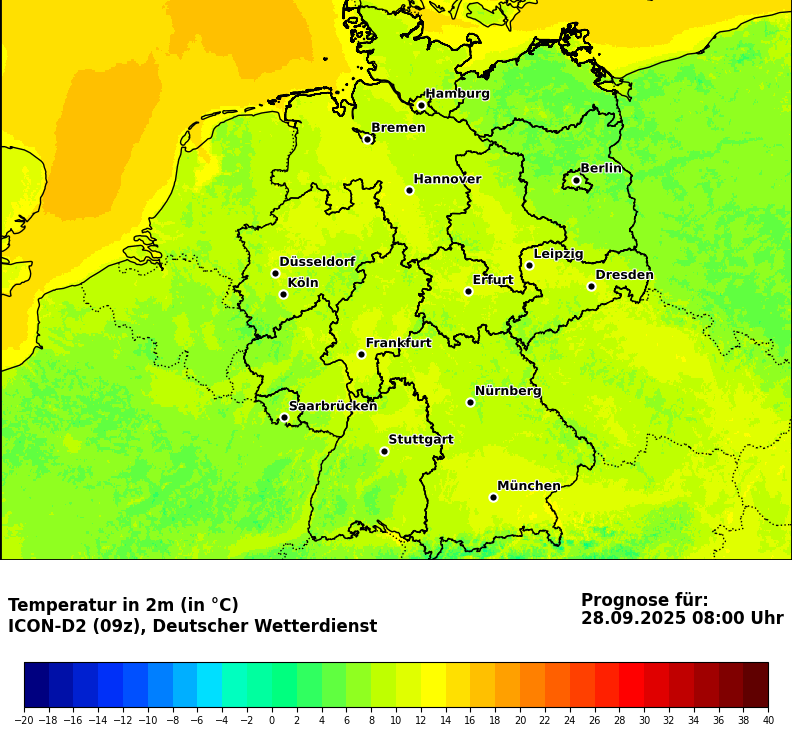 Hamburg
Bremen
Berlin
Hannover
Leipzig
Düsseldorf
Dresden
Köln
Erfurt
Frankfurt
Nürnberg
Saarbrücken
Stuttgart
München
Temperatur in 2m (in °C)
ICON-D2 (09z), Deutscher Wetterdienst
Prognose für:
28.09.2025 08:00 Uhr
−20 −18 −16 −14 −12 −10 −8 −6 −4 −2 0 2 4 6 8 10 12 14 16 18 20 22 24 26 28 30 32 34 36 38 40